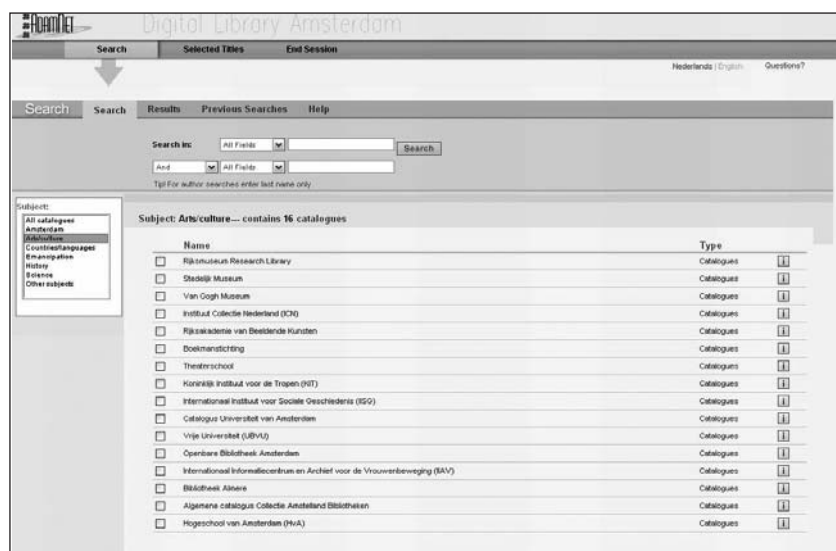 AdamNet Digital Library Amsterdam
Search Selected Titles End Session
Nederlands | English Questions?
Search Search Results Previous Searches Help
Search in: All Fields Search
And All Fields
Tip! For author searches enter last name only
Subject:
All catalogues
Amsterdam
Arts/culture
Countries/languages
Emancipation
History
Science
Other subjects
Subject: Arts/culture--- contains 16 catalogues
Name Type
Rijksmuseum Research Library Catalogues i
Stedelijk Museum Catalogues i
Van Gogh Museum Catalogues i
Instituut Collectie Nederland (ICN) Catalogues i
Rijksakademie van Beeldende Kunsten Catalogues i
Boekmanstichting Catalogues i
Theaterschool Catalogues i
Koninklijk Instituut voor de Tropen (KIT) Catalogues i
Internationaal Instituut voor Sociale Geschiedenis (IISG) Catalogues i
Catalogus Universiteit van Amsterdam Catalogues i
Vrije Universiteit (UBVU) Catalogues i
Openbare Bibliotheek Amsterdam Catalogues i
Internationaal Informatiecentrum en Archief voor de Vrouwenbeweging (IIAV) Catalogues i
Bibliotheek Almere Catalogues i
Algemene catalogus Collectie Amstelland Bibliotheken Catalogues i
Hogeschool van Amsterdam (HvA) Catalogues i